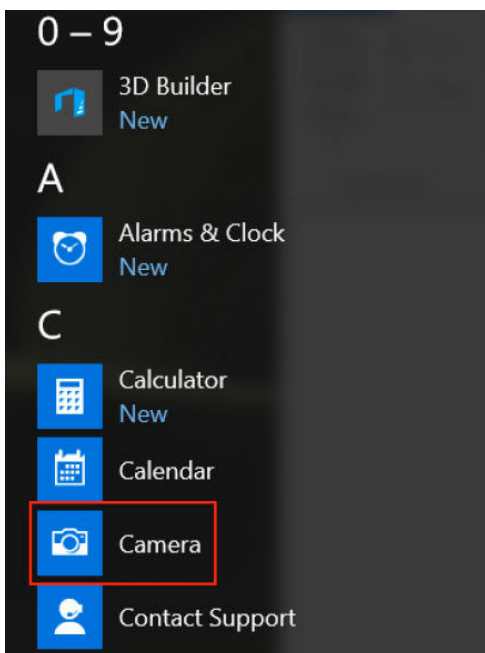 0 – 9
3D Builder
New
A
Alarms & Clock
New
C
Calculator
New
Calendar
Camera
Contact Support